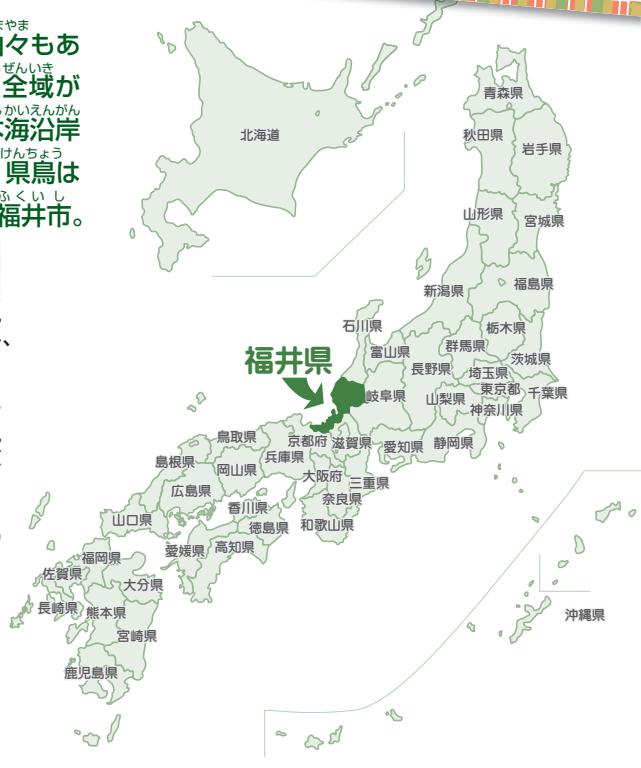 々もあ
全域が
海沿岸
県鳥は
福井市。
北海道
青森県
秋田県
岩手県
山形県
宮城県
新潟県
福島県
石川県
富山県
群馬県
栃木県
茨城県
福井県
長野県
埼玉県
岐阜県
山梨県
東京都
千葉県
神奈川県
鳥取県
京都府
滋賀県
愛知県
静岡県
兵庫県
島根県
岡山県
大阪府
三重県
広島県
奈良県
香川県
山口県
徳島県
和歌山県
愛媛県
高知県
福岡県
佐賀県
大分県
長崎県
熊本県
宮崎県
沖縄県
鹿児島県